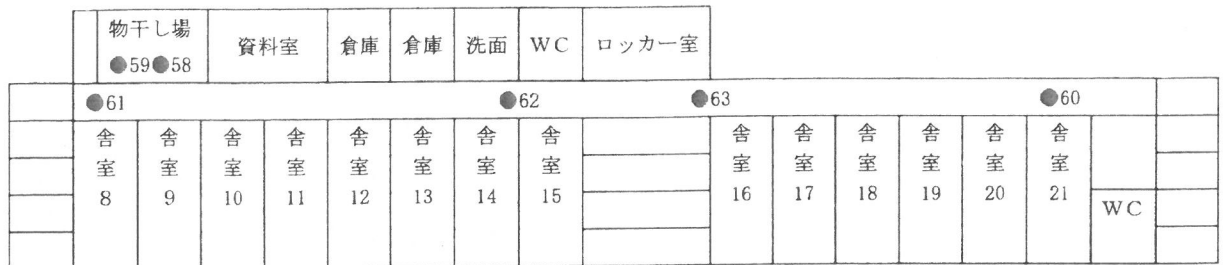 物干し場
●59●58
資料室
倉庫
倉庫
洗面
WC
ロッカー室
●61
●62
●63
●60
舎室8
舎室9
舎室10
舎室11
舎室12
舎室13
舎室14
舎室15
舎室16
舎室17
舎室18
舎室19
舎室20
舎室21
WC